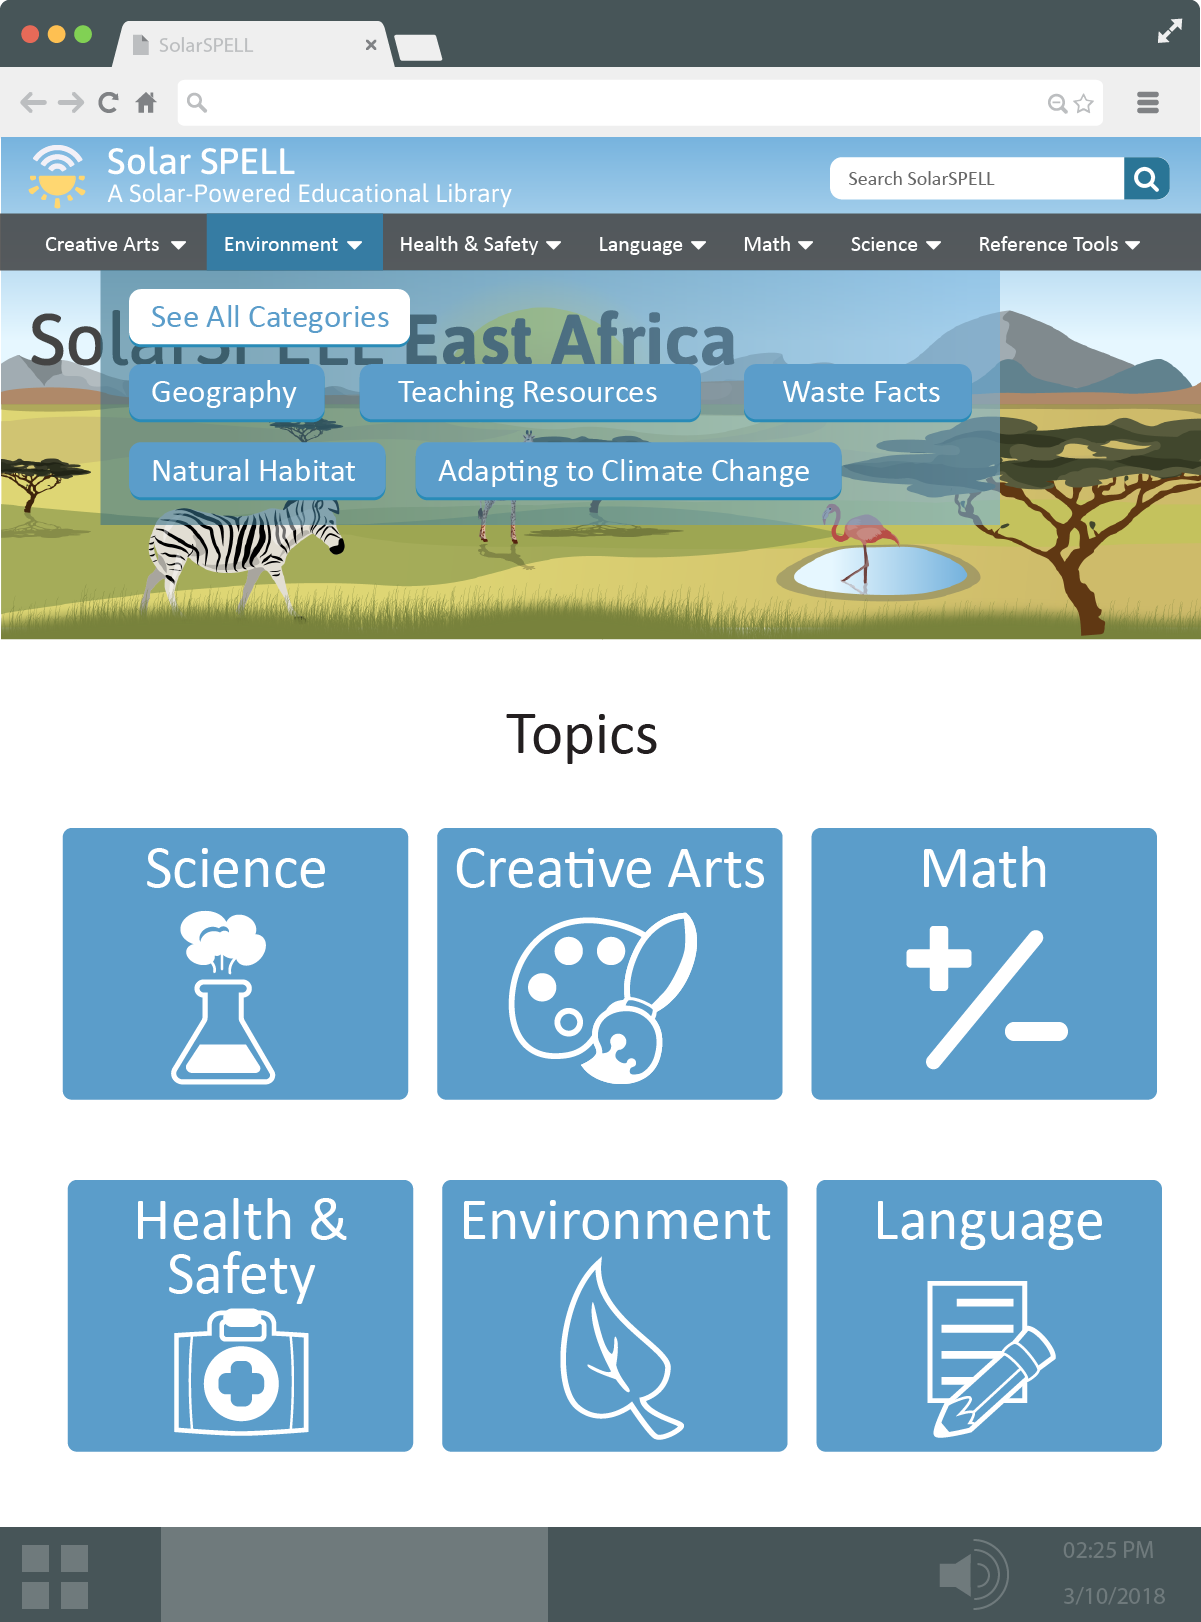 SolarSPELL
Solar SPELL
A Solar-Powered Educational Library
Search SolarSPELL
Creative Arts Environment Health & Safety Language Math Science Reference Tools
See All Categories
SolarSPELL East Africa
Geography Teaching Resources Waste Facts
Natural Habitat Adapting to Climate Change
Topics
Science Creative Arts Math
Health & Safety Environment Language
02:25 PM
3/10/2018